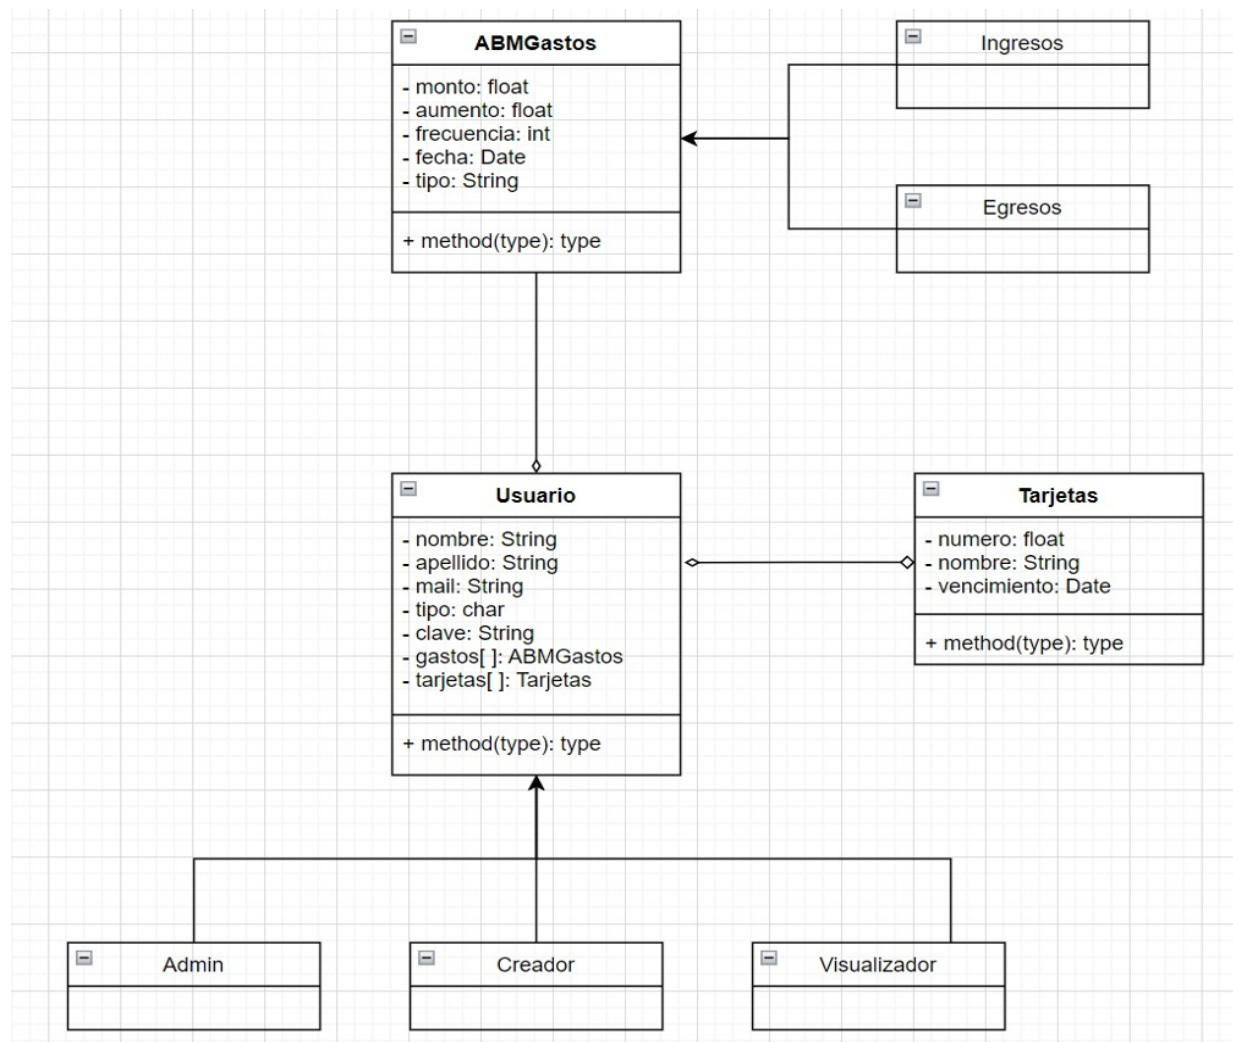 ABMGastos
- monto: float
- aumento: float
- frecuencia: int
- fecha: Date
- tipo: String
+ method(type): type
Ingresos
Egresos
Usuario
- nombre: String
- apellido: String
- mail: String
- tipo: char
- clave: String
- gastos[ ]: ABMGastos
- tarjetas[ ]: Tarjetas
+ method(type): type
Tarjetas
- numero: float
- nombre: String
- vencimiento: Date
+ method(type): type
Admin
Creador
Visualizador